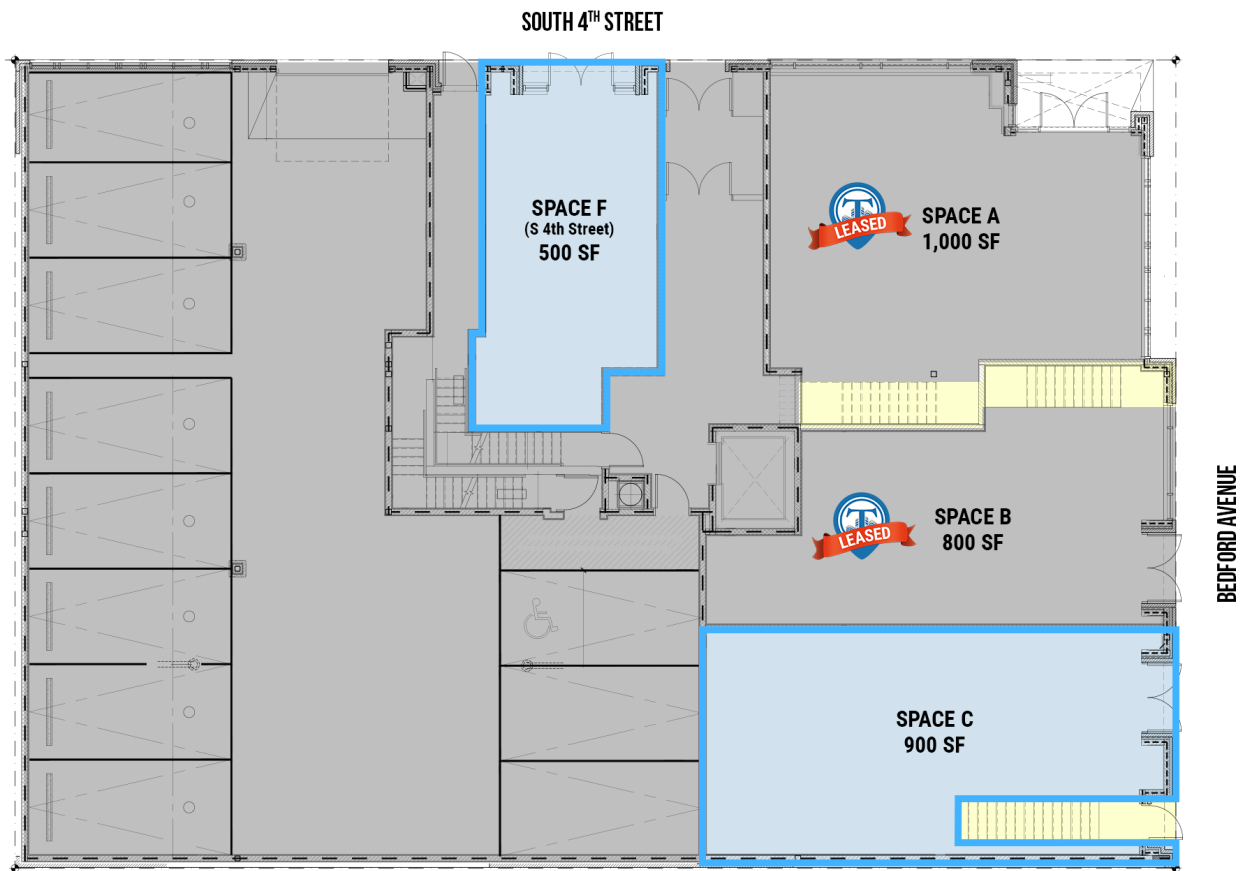 SOUTH 4TH STREET
SPACE F
(S 4th Street)
500 SF
T
LEASED
SPACE A
1,000 SF
T
LEASED
SPACE B
800 SF
BEDFORD AVENUE
SPACE C
900 SF